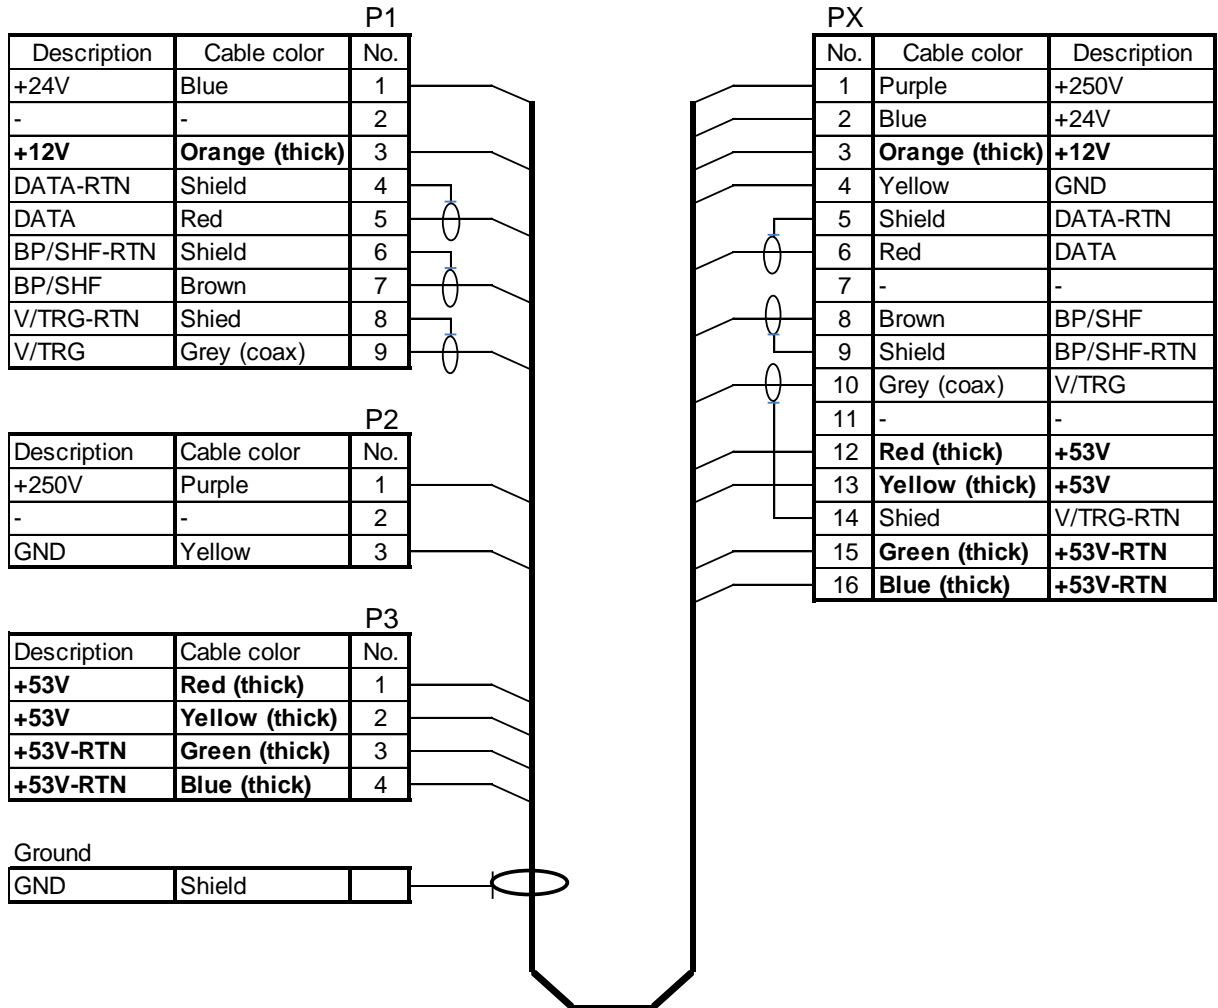 P1
Description Cable color No.
+24V Blue 1
- - 2
+12V Orange (thick) 3
DATA-RTN Shield 4
DATA Red 5
BP/SHF-RTN Shield 6
BP/SHF Brown 7
V/TRG-RTN Shied 8
V/TRG Grey (coax) 9
P2
Description Cable color No.
+250V Purple 1
- - 2
GND Yellow 3
P3
Description Cable color No.
+53V Red (thick) 1
+53V Yellow (thick) 2
+53V-RTN Green (thick) 3
+53V-RTN Blue (thick) 4
Ground
GND Shield
PX
No. Cable color Description
1 Purple +250V
2 Blue +24V
3 Orange (thick) +12V
4 Yellow GND
5 Shield DATA-RTN
6 Red DATA
7 - -
8 Brown BP/SHF
9 Shield BP/SHF-RTN
10 Grey (coax) V/TRG
11 - -
12 Red (thick) +53V
13 Yellow (thick) +53V
14 Shied V/TRG-RTN
15 Green (thick) +53V-RTN
16 Blue (thick) +53V-RTN